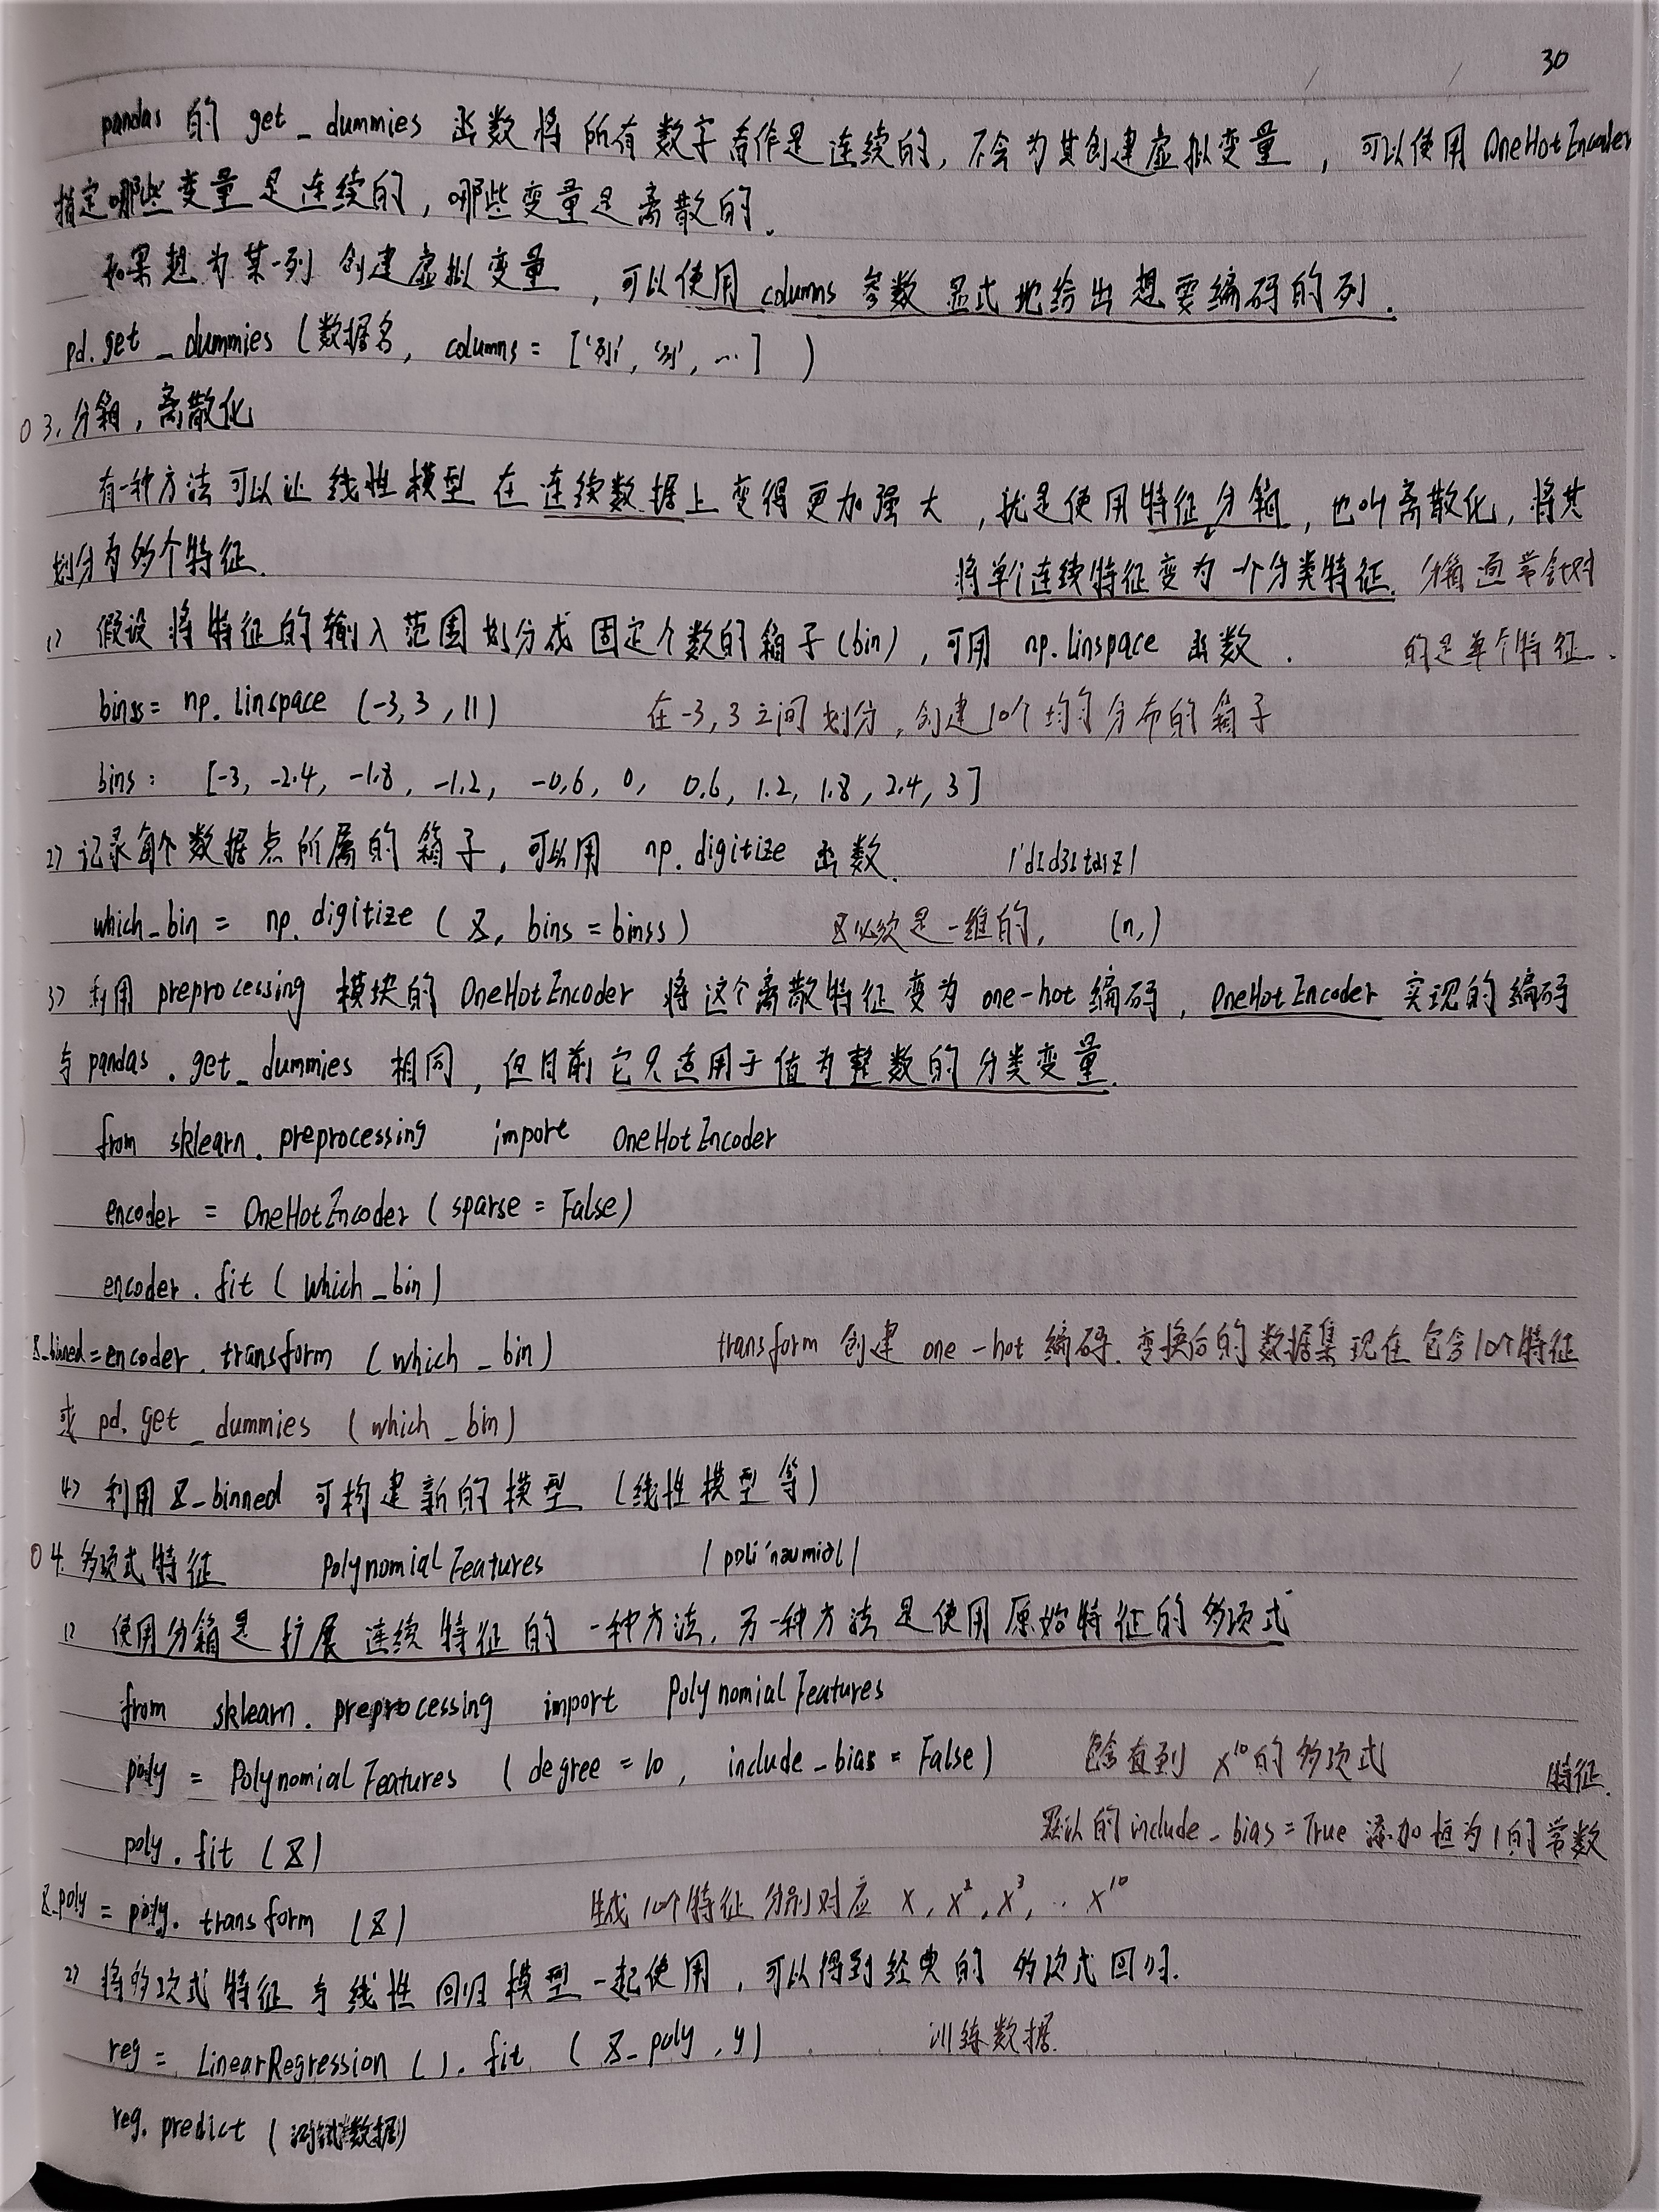 30
pandas 的 get_dummies 函数将所有数字看作是连续的,不会为其创建虚拟变量,可以使用 OneHotEncoder
指定哪些变量是连续的,哪些变量是离散的.
如果想为某一列创建虚拟变量,可以使用 columns 参数显式地给出想要编码的列.
pd.get_dummies (数据名, columns = ['列1', '列', …] )
03.分箱,离散化
有一种方法可以让线性模型在连续数据上变得更加强大,就是使用特征分箱,也叫离散化,将其
划分为多个特征. 将单个连续特征变为一个分类特征. 分箱通常针对
1) 假设将特征的输入范围划分成固定个数的箱子(bin),可用 np.linspace 函数. 的是单个特征.
binss = np.linspace (-3,3,11) 在-3,3之间划分,创建10个均匀分布的箱子
bins: [-3, -2.4, -1.8, -1.2, -0.6, 0, 0.6, 1.2, 1.8, 2.4, 3]
2) 记录每个数据点所属的箱子,可以用 np.digitize 函数. /ˈdɪdʒɪtaɪz/
which_bin = np.digitize (X, bins = binss) X必须是一维的, (n,)
3) 利用 preprocessing 模块的 OneHotEncoder 将这个离散特征变为 one-hot 编码, OneHotEncoder 实现的编码
与 pandas.get_dummies 相同,但目前它只适用于值为整数的分类变量.
from sklearn.preprocessing import OneHotEncoder
encoder = OneHotEncoder (sparse = False)
encoder.fit (which_bin)
X_binned = encoder.transform (which_bin) transform 创建 one-hot 编码.变换后的数据集现在包含10个特征
或 pd.get_dummies (which_bin)
4) 利用 X_binned 可构建新的模型 (线性模型等)
04.多项式特征 PolynomialFeatures /ˌpɒliˈnəʊmiəl/
1) 使用分箱是扩展连续特征的一种方法,另一种方法是使用原始特征的多项式
from sklearn.preprocessing import PolynomialFeatures
poly = PolynomialFeatures (degree = 10, include_bias = False) 包含直到 x¹⁰的多项式 特征.
poly.fit (X) 默认的 include_bias = True 添加恒为1的常数
X_poly = poly.transform (X) 生成10个特征分别对应 x, x², x³, … x¹⁰
2) 将多项式特征与线性回归模型一起使用,可以得到经典的多项式回归.
reg = LinearRegression().fit (X_poly, y) 训练数据.
reg.predict (测试数据)